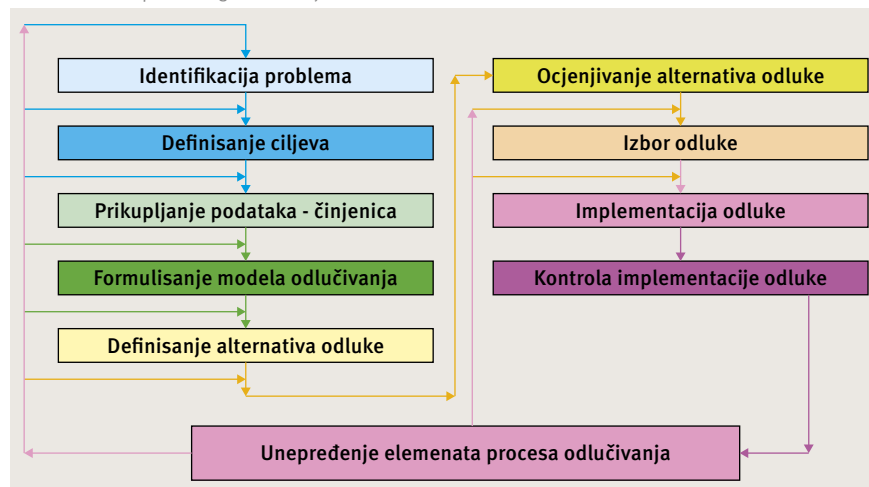 Identifikacija problema
Definisanje ciljeva
Prikupljanje podataka - činjenica
Formulisanje modela odlučivanja
Definisanje alternativa odluke
Ocjenjivanje alternativa odluke
Izbor odluke
Implementacija odluke
Kontrola implementacije odluke
Unepređenje elemenata procesa odlučivanja